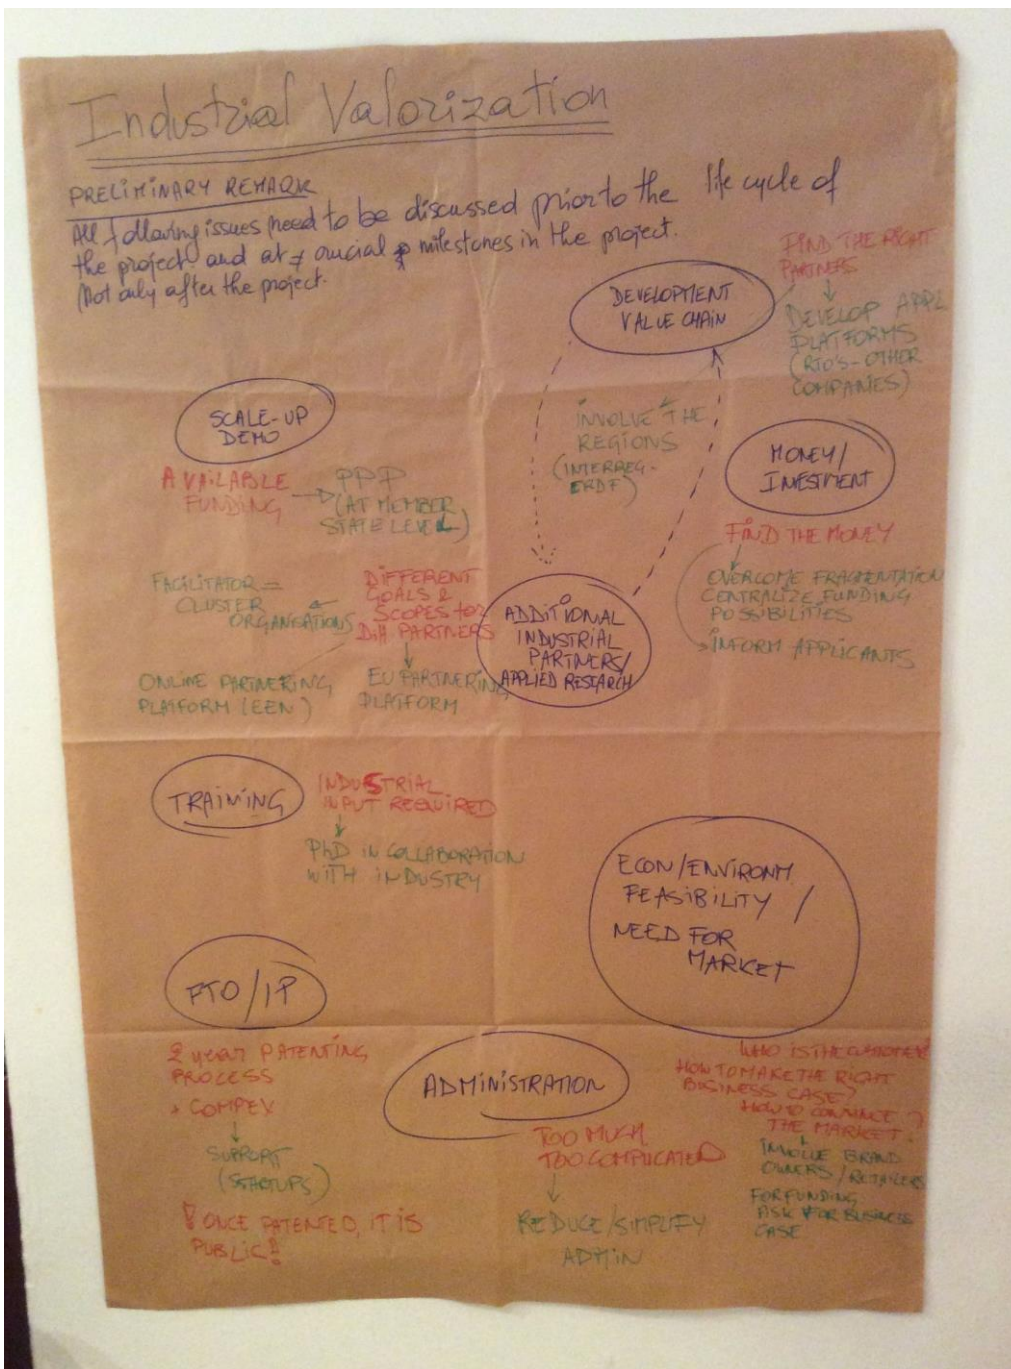 Industrial Valorization
PRELIMINARY REMARK
All following issues need to be discussed prior to the life cycle of
the project and at ≠ crucial milestones in the project.
Not only after the project.
DEVELOPMENT
VALUE CHAIN
FIND THE RIGHT
PARTNERS
DEVELOP APPL
PLATFORMS
(RTO'S-OTHER
COMPANIES)
SCALE-UP
DEMO
AVAILABLE
FUNDING
PPP
(AT MEMBER
STATE LEVEL)
INVOLVE THE
REGIONS
(INTERREG-
ERDF)
MONEY/
INESTMENT
FIND THE MONEY
OVERCOME FRAGMENTATION
CENTRALIZE FUNDING
POSSIBILITIES
INFORM APPLICANTS
FACILITATOR =
CLUSTER
ORGANISATIONS
DIFFERENT
GOALS &
SCOPES for
Diff. PARTNERS
ONLINE PARTNERING
PLATFORM (EEN)
EU PARTNERING
PLATFORM
ADDITIONAL
INDUSTRIAL
PARTNERS/
APPLIED RESEARCH
TRAINING
INDUSTRIAL
INPUT REQUIRED
PhD IN COLLABORATION
WITH INDUSTRY
ECON/ENVIRONM
FEASIBILITY /
NEED FOR
MARKET
FTO/IP
2 year PATENTING
PROCESS
+ COMPEX
SUPPORT
(STARTUPS)
! ONCE PATENTED, IT IS
PUBLIC!
ADMINISTRATION
TOO MUCH
TOO COMPLICATED
REDUCE/SIMPLIFY
ADMIN
WHO IS THE CUSTOMER?
HOW TO MAKE THE RIGHT
BUSINESS CASE?
HOW TO CONVINCE
THE MARKET?
INVOLVE BRAND
OWNERS/RETAILERS
FOR FUNDING
ASK FOR BUSINESS
CASE